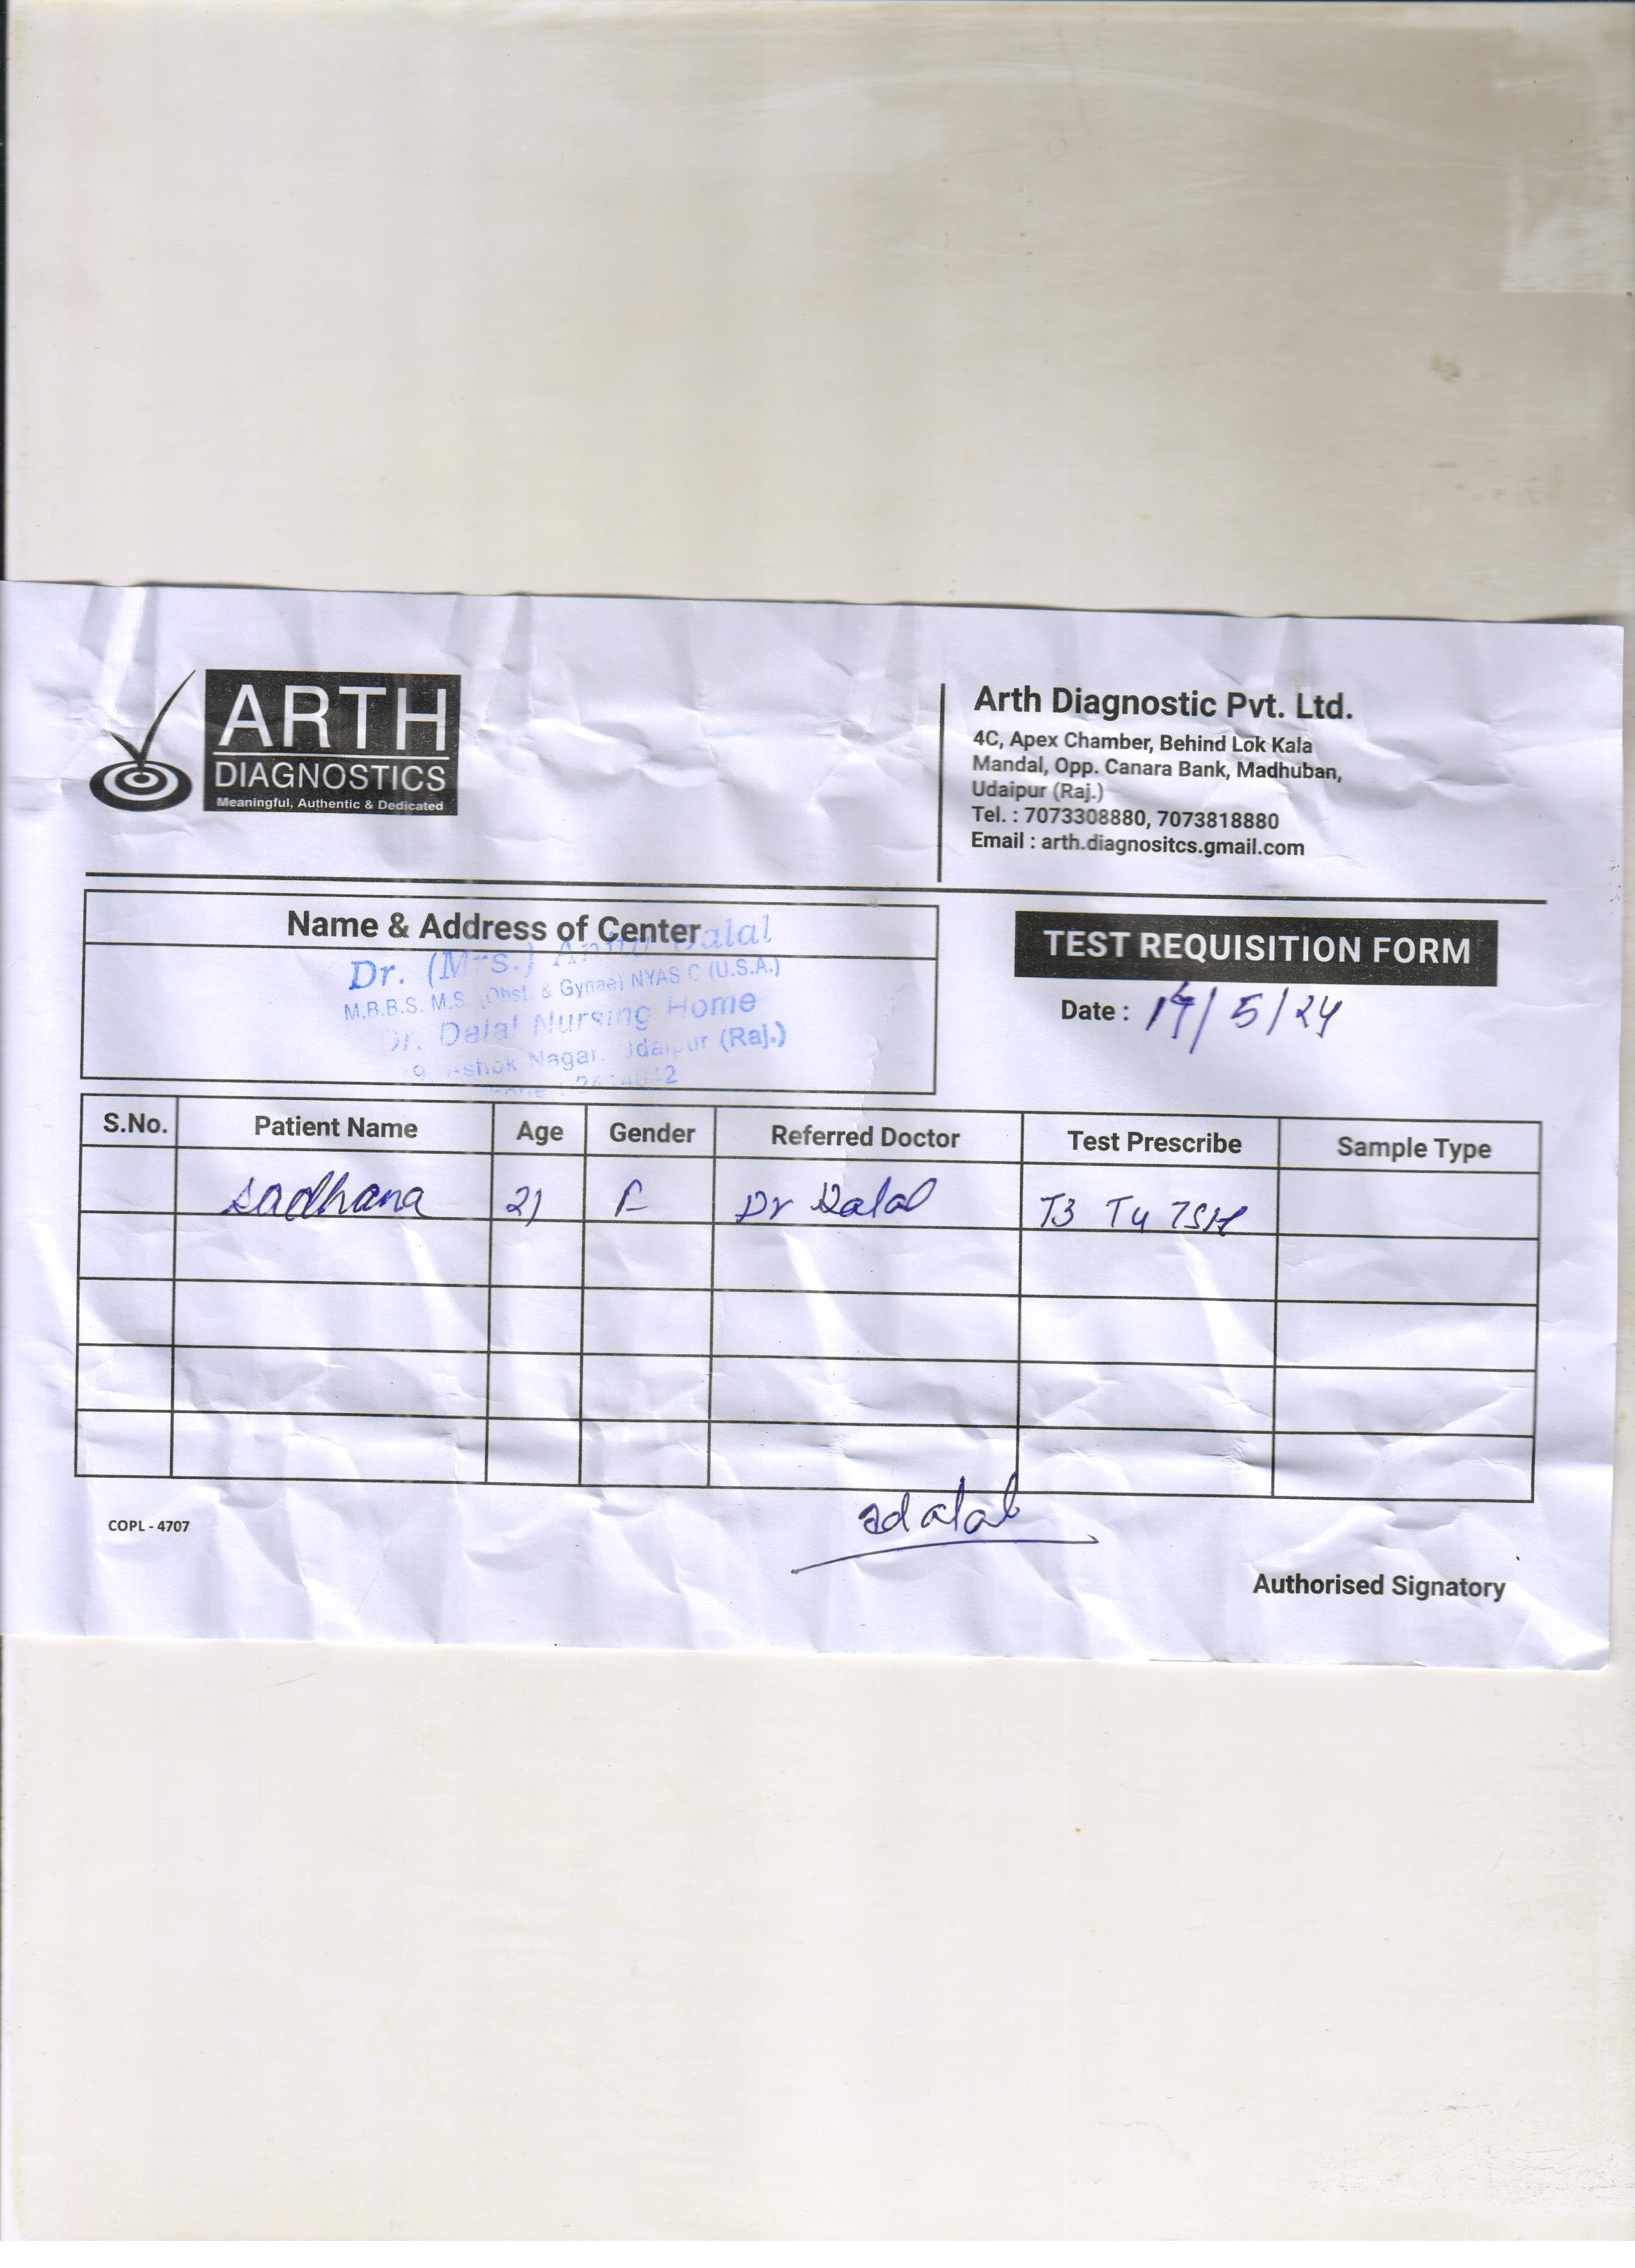 ARTH
DIAGNOSTICS
Meaningful, Authentic & Dedicated
Arth Diagnostic Pvt. Ltd.
4C, Apex Chamber, Behind Lok Kala
Mandal, Opp. Canara Bank, Madhuban,
Udaipur (Raj.)
Tel. : 7073308880, 7073818880
Email : arth.diagnositcs.gmail.com
Name & Address of Center
Dr. (Mrs.) Dalal
M.B.B.S. M.S. (Obst. & Gynae) NYAS C (U.S.A.)
Dr. Dalal Nursing Home
Ashok Nagar. Udaipur (Raj.)
TEST REQUISITION FORM
Date : /5/24
S.No. Patient Name Age Gender Referred Doctor Test Prescribe Sample Type
Sadhana 21 F Dr Dalal T3 T4 TSH
adalal
COPL - 4707
Authorised Signatory